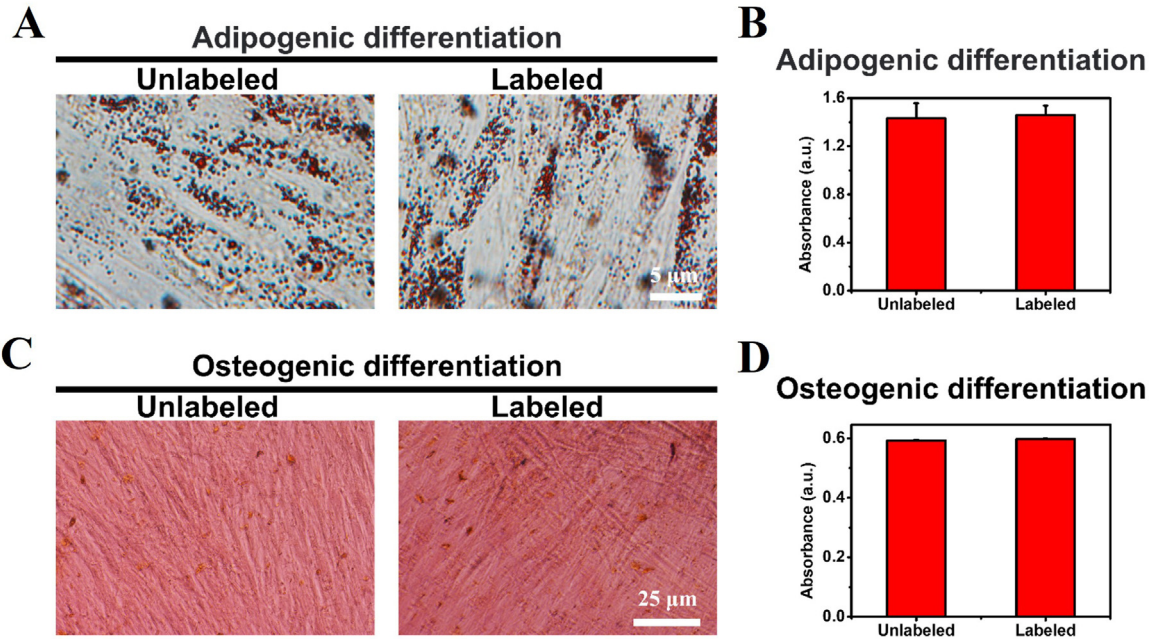 A
Adipogenic differentiation
Unlabeled Labeled
5 µm
B
Adipogenic differentiation
Absorbance (a.u.)
1.6
1.2
0.8
0.4
0.0
Unlabeled Labeled
C
Osteogenic differentiation
Unlabeled Labeled
25 µm
D
Osteogenic differentiation
Absorbance (a.u.)
0.6
0.4
0.2
0.0
Unlabeled Labeled